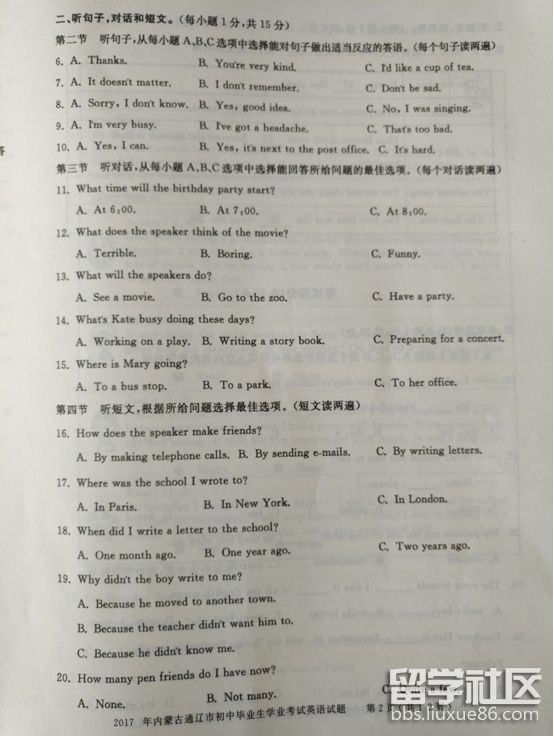 二、听句子,对话和短文。(每小题1分,共15分)
第二节 听句子,从每小题A、B、C选项中选择能对句子做出适当反应的答语。(每个句子读两遍)
6. A. Thanks. B. You're very kind. C. I'd like a cup of tea.
7. A. It doesn't matter. B. I don't remember. C. Don't be sad.
8. A. Sorry, I don't know. B. Yes, good idea. C. No, I was singing.
9. A. I'm very busy. B. I've got a headache. C. That's too bad.
10. A. Yes, I can. B. Yes, it's next to the post office. C. It's hard.
第三节 听对话,从每小题A、B、C选项中选择能回答所给问题的最佳选项。(每个对话读两遍)
11. What time will the birthday party start?
A. At 6:00. B. At 7:00. C. At 8:00.
12. What does the speaker think of the movie?
A. Terrible. B. Boring. C. Funny.
13. What will the speakers do?
A. See a movie. B. Go to the zoo. C. Have a party.
14. What's Kate busy doing these days?
A. Working on a play. B. Writing a story book. C. Preparing for a concert.
15. Where is Mary going?
A. To a bus stop. B. To a park. C. To her office.
第四节 听短文,根据所给问题选择最佳选项。(短文读两遍)
16. How does the speaker make friends?
A. By making telephone calls. B. By sending e-mails. C. By writing letters.
17. Where was the school I wrote to?
A. In Paris. B. In New York. C. In London.
18. When did I write a letter to the school?
A. One month ago. B. One year ago. C. Two years ago.
19. Why didn't the boy write to me?
A. Because he moved to another town.
B. Because the teacher didn't want him to.
C. Because he didn't know me.
20. How many pen friends do I have now?
A. None. B. Not many. C.
2017 年内蒙古通辽市初中毕业生学业考试英语试题 第2页(共12页)
留学社区
bbs.liuxue86.com
答